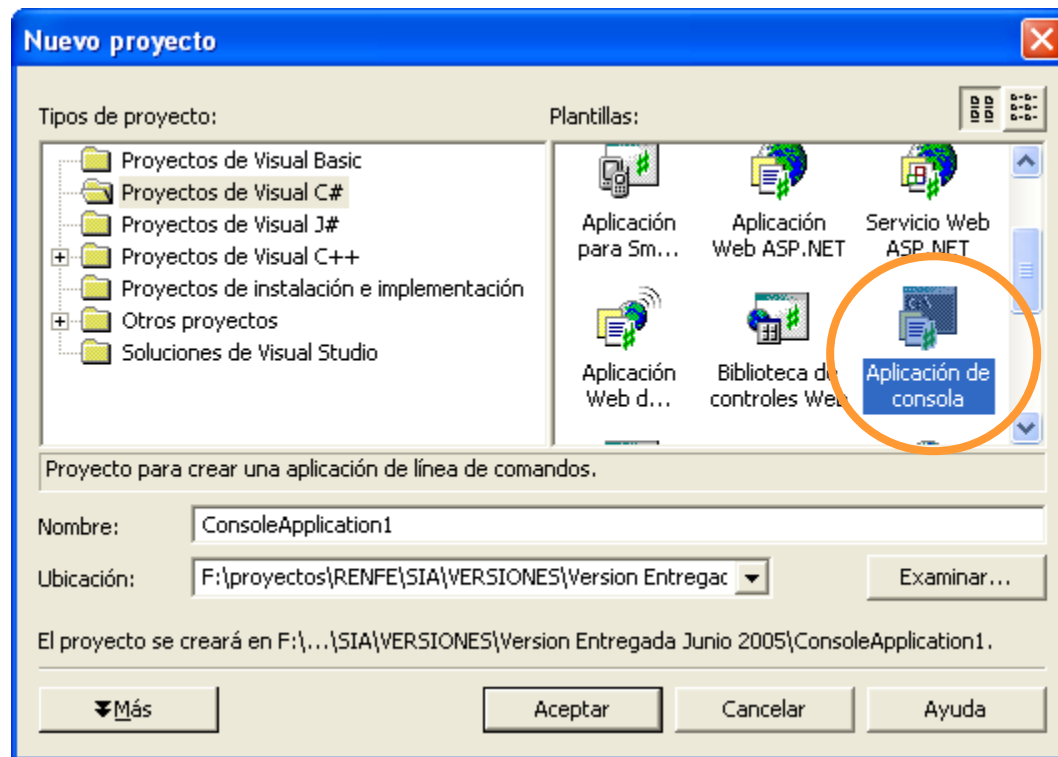 Nuevo proyecto
Tipos de proyecto:
Plantillas:
Proyectos de Visual Basic
Proyectos de Visual C#
Proyectos de Visual J#
Proyectos de Visual C++
Proyectos de instalación e implementación
Otros proyectos
Soluciones de Visual Studio
Aplicación
para Sm...
Aplicación
Web ASP.NET
Servicio Web
ASP.NET
Aplicación
Web d...
Biblioteca de
controles Web
Aplicación de
consola
Proyecto para crear una aplicación de línea de comandos.
Nombre:
ConsoleApplication1
Ubicación:
F:\proyectos\RENFE\SIA\VERSIONES\Version Entregac
Examinar...
El proyecto se creará en F:\...\SIA\VERSIONES\Version Entregada Junio 2005\ConsoleApplication1.
Más
Aceptar
Cancelar
Ayuda